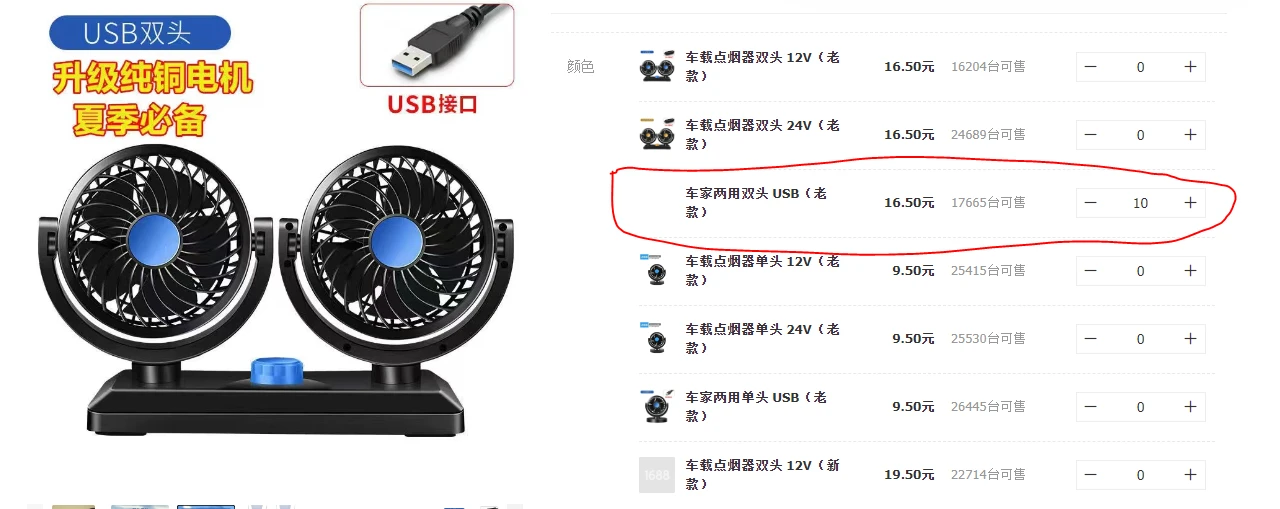 USB双头
升级纯铜电机
夏季必备
USB接口
颜色
车载点烟器双头 12V（老
款）
16.50元
16204台可售
0
车载点烟器双头 24V（老
款）
16.50元
24689台可售
0
车家两用双头 USB（老
款）
16.50元
17665台可售
10
车载点烟器单头 12V（老
款）
9.50元
25415台可售
0
车载点烟器单头 24V（老
款）
9.50元
25530台可售
0
车家两用单头 USB（老
款）
9.50元
26445台可售
0
1688
车载点烟器双头 12V（新
款）
19.50元
22714台可售
0